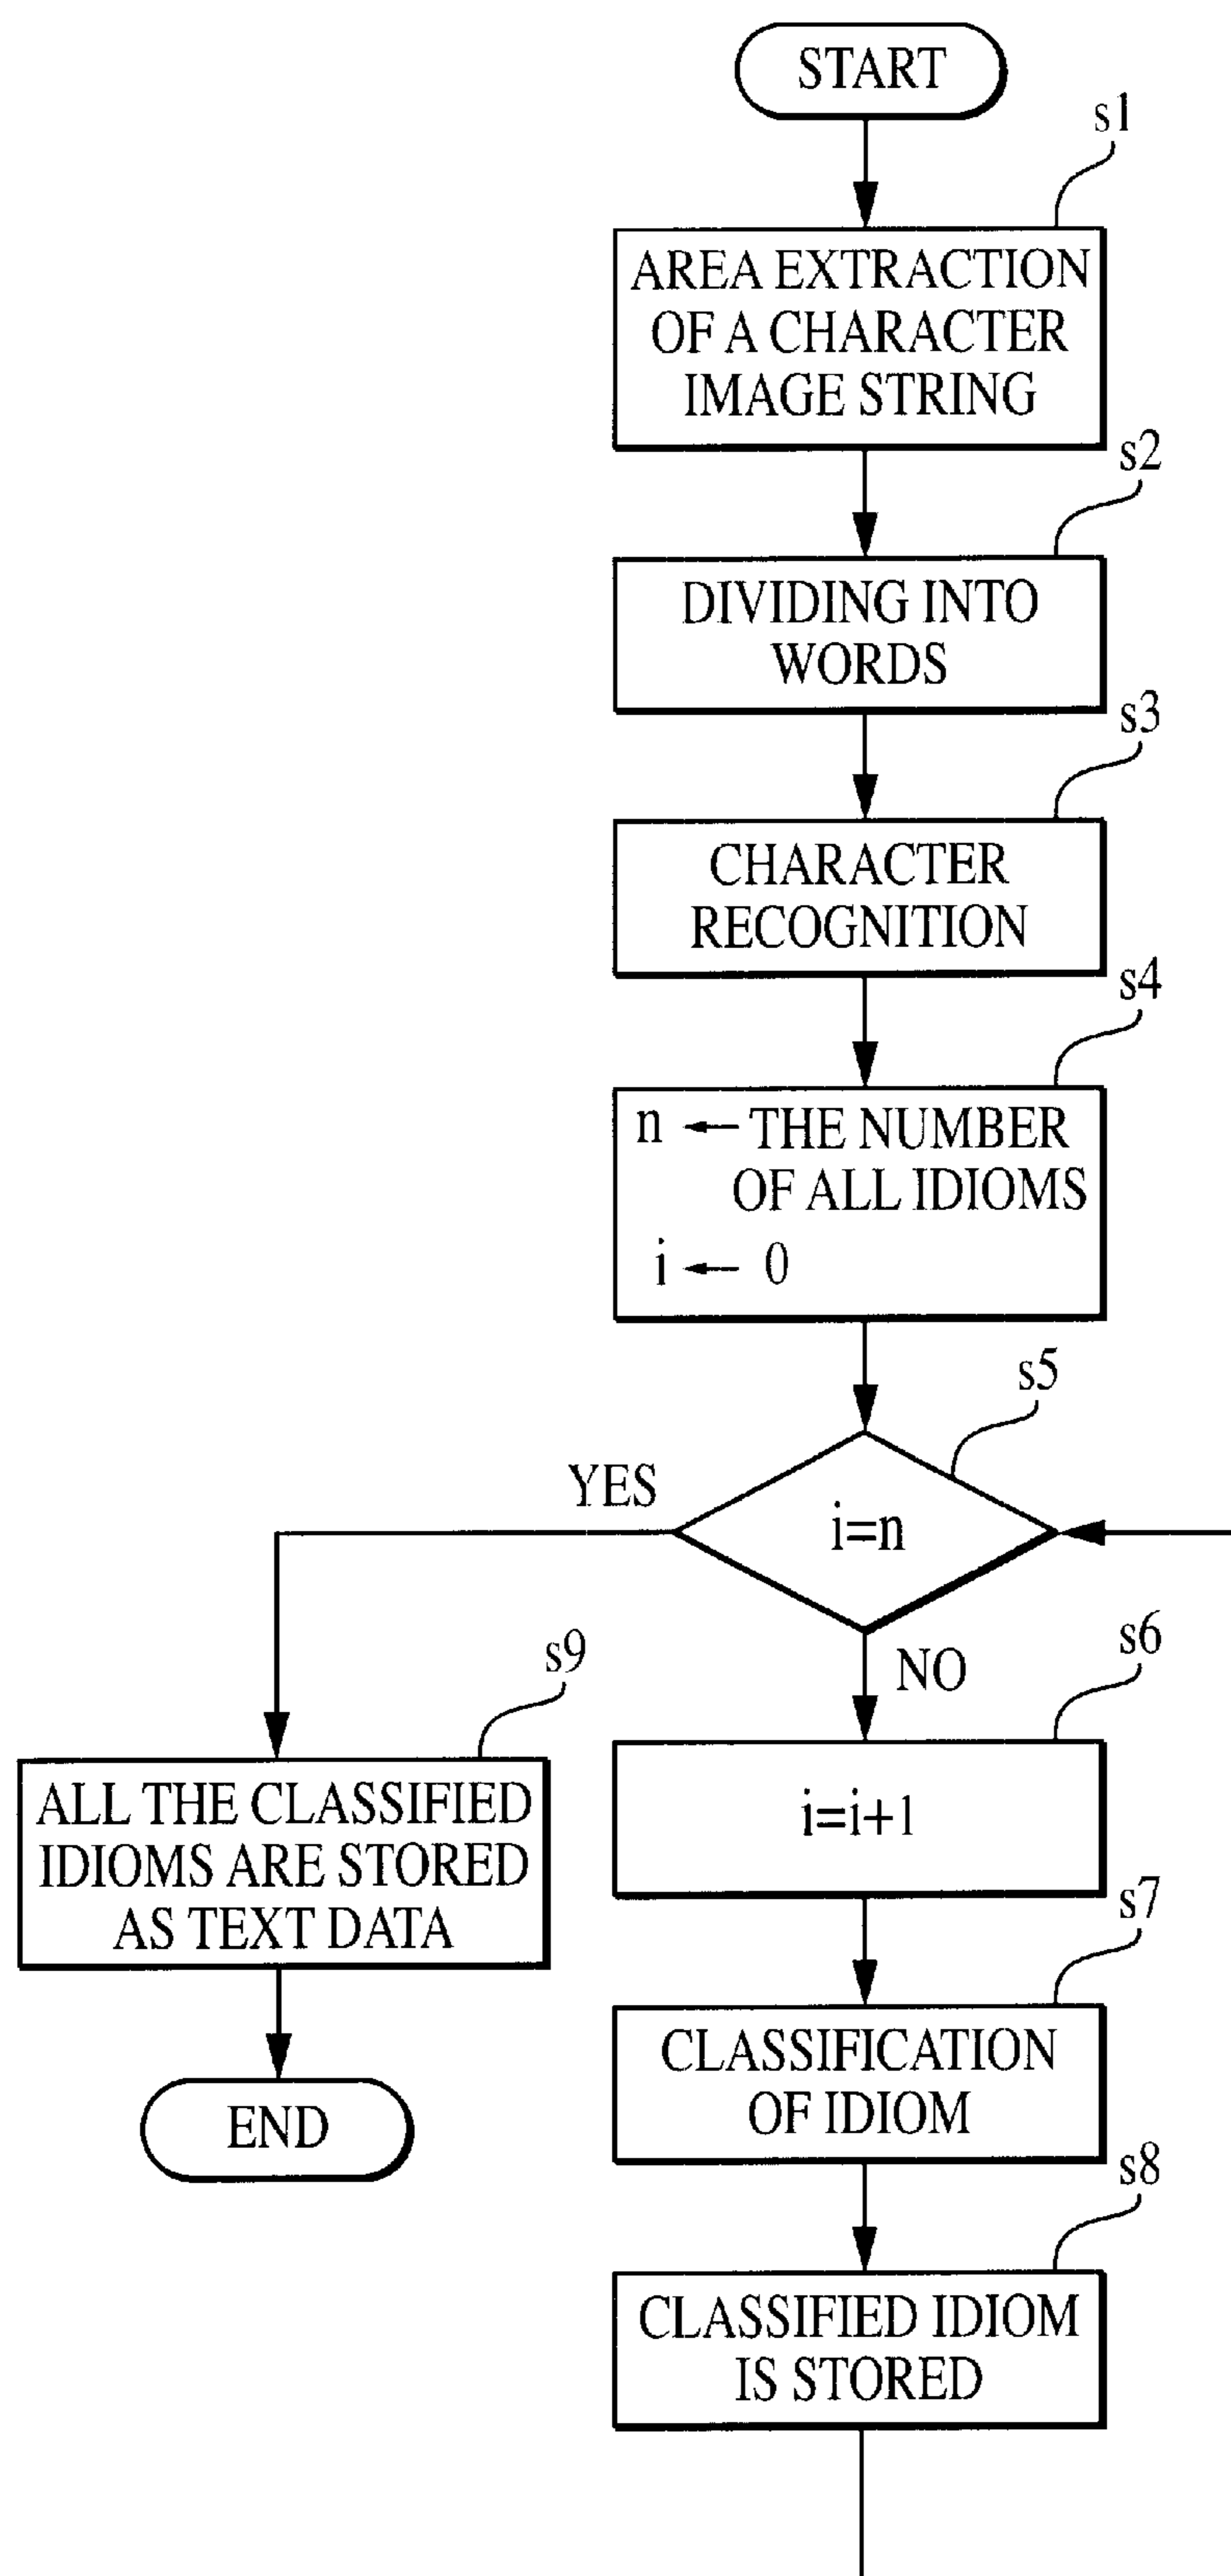 START
s1
AREA EXTRACTION
OF A CHARACTER
IMAGE STRING
s2
DIVIDING INTO
WORDS
s3
CHARACTER
RECOGNITION
s4
n ← THE NUMBER
OF ALL IDIOMS
i ← 0
s5
YES
i=n
NO
s6
i=i+1
s9
ALL THE CLASSIFIED
IDIOMS ARE STORED
AS TEXT DATA
END
s7
CLASSIFICATION
OF IDIOM
s8
CLASSIFIED IDIOM
IS STORED